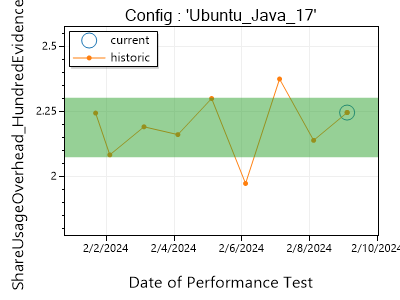 Config : 'Ubuntu_Java_17'
ShareUsageOverhead_HundredEvidence
current
historic
2.5
2.25
2
2/2/2024
2/4/2024
2/6/2024
2/8/2024
2/10/2024
Date of Performance Test